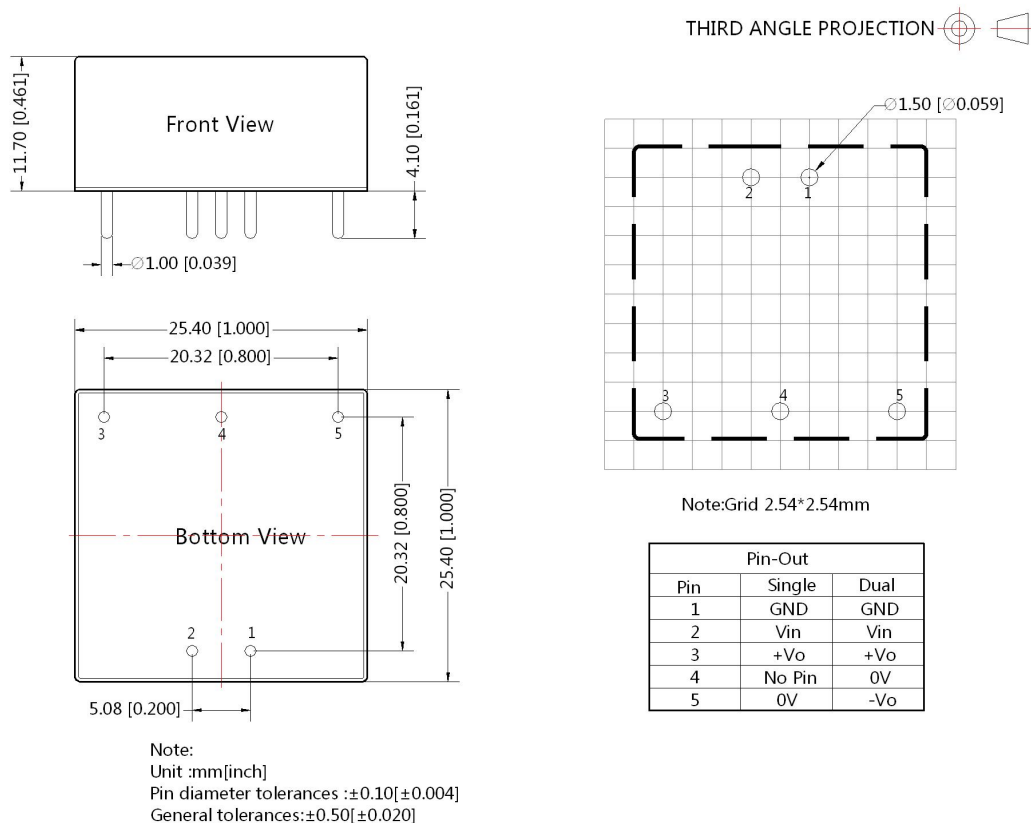 THIRD ANGLE PROJECTION
11.70 [0.461]
Front View
4.10 [0.161]
∅1.00 [0.039]
∅1.50 [∅0.059]
2
1
3
4
5
Note:Grid 2.54*2.54mm
25.40 [1.000]
20.32 [0.800]
3
4
5
Bottom View
20.32 [0.800]
25.40 [1.000]
2
1
5.08 [0.200]
Pin-Out
Pin Single Dual
1 GND GND
2 Vin Vin
3 +Vo +Vo
4 No Pin 0V
5 0V -Vo
Note:
Unit :mm[inch]
Pin diameter tolerances :±0.10[±0.004]
General tolerances:±0.50[±0.020]